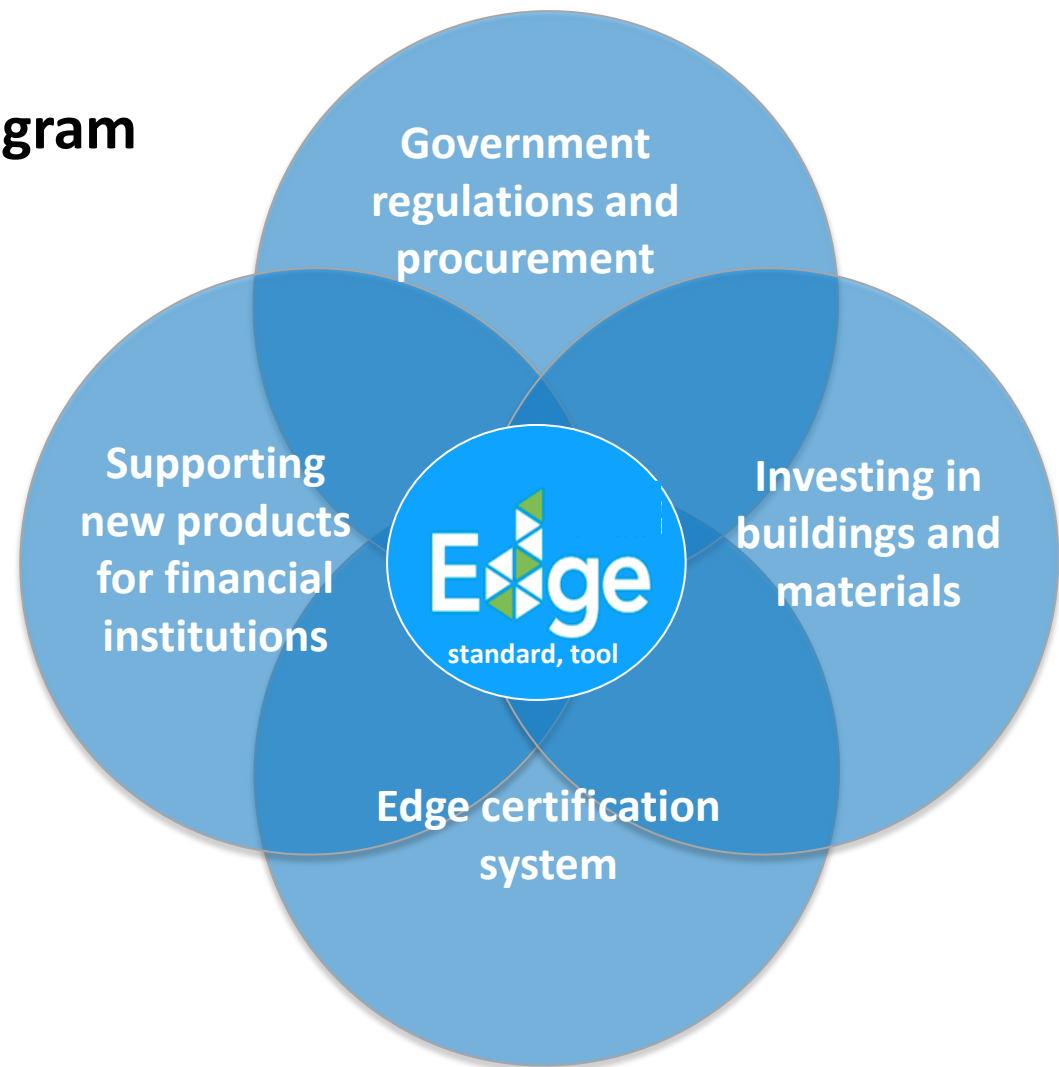 gram
Government
regulations and
procurement
Supporting
new products
for financial
institutions
Investing in
buildings and
materials
Edge
standard, tool
Edge certification
system